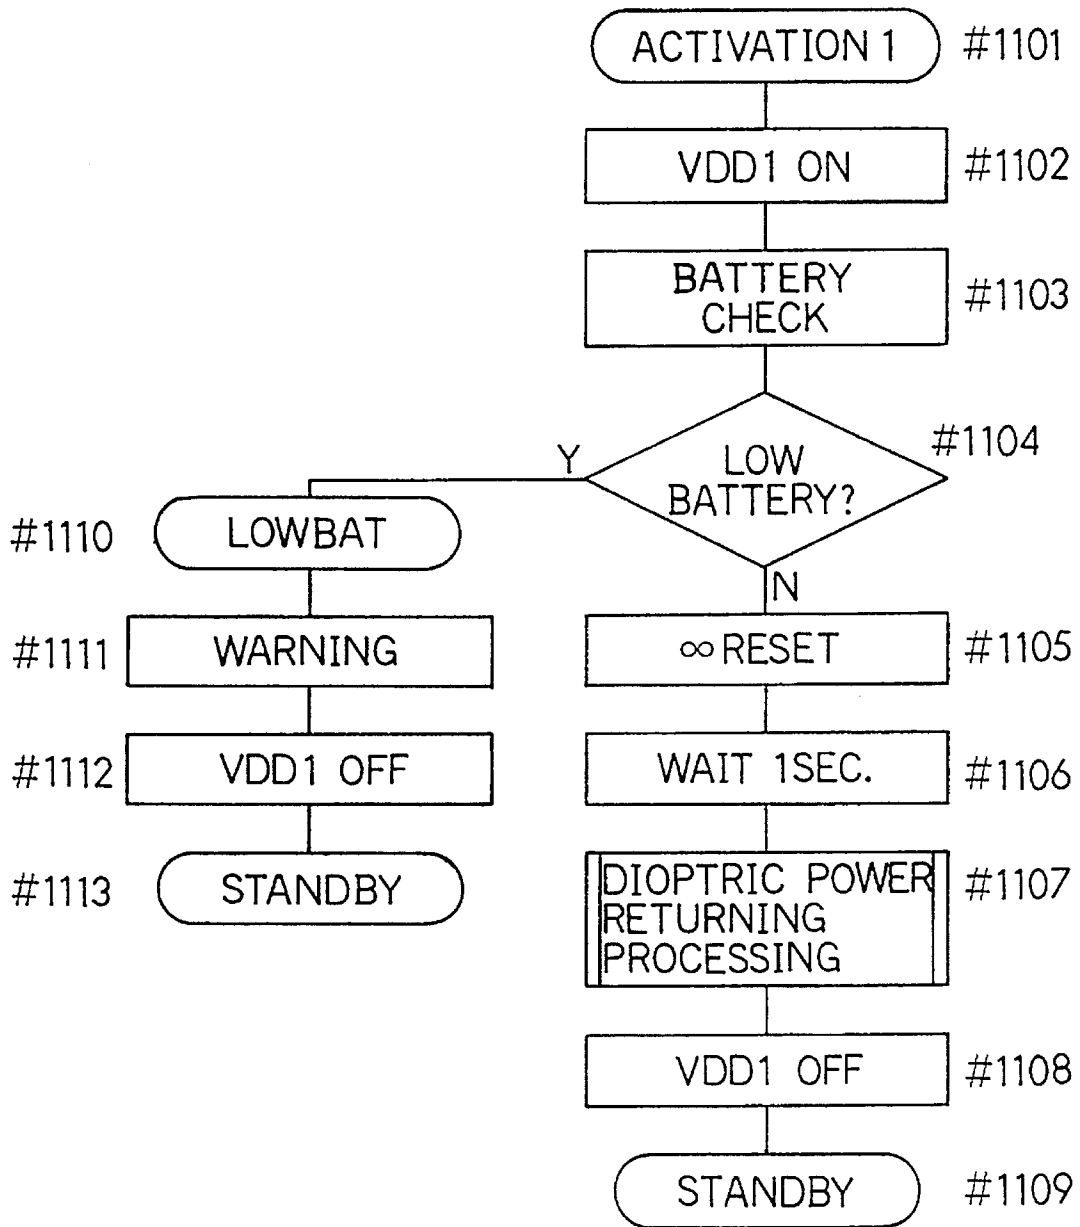 ACTIVATION 1 #1101
VDD1 ON #1102
BATTERY
CHECK
#1103
LOW
BATTERY?
#1104
Y
N
#1110 LOWBAT
#1111 WARNING
#1112 VDD1 OFF
#1113 STANDBY
∞ RESET #1105
WAIT 1SEC. #1106
DIOPTRIC POWER
RETURNING
PROCESSING
#1107
VDD1 OFF #1108
STANDBY #1109